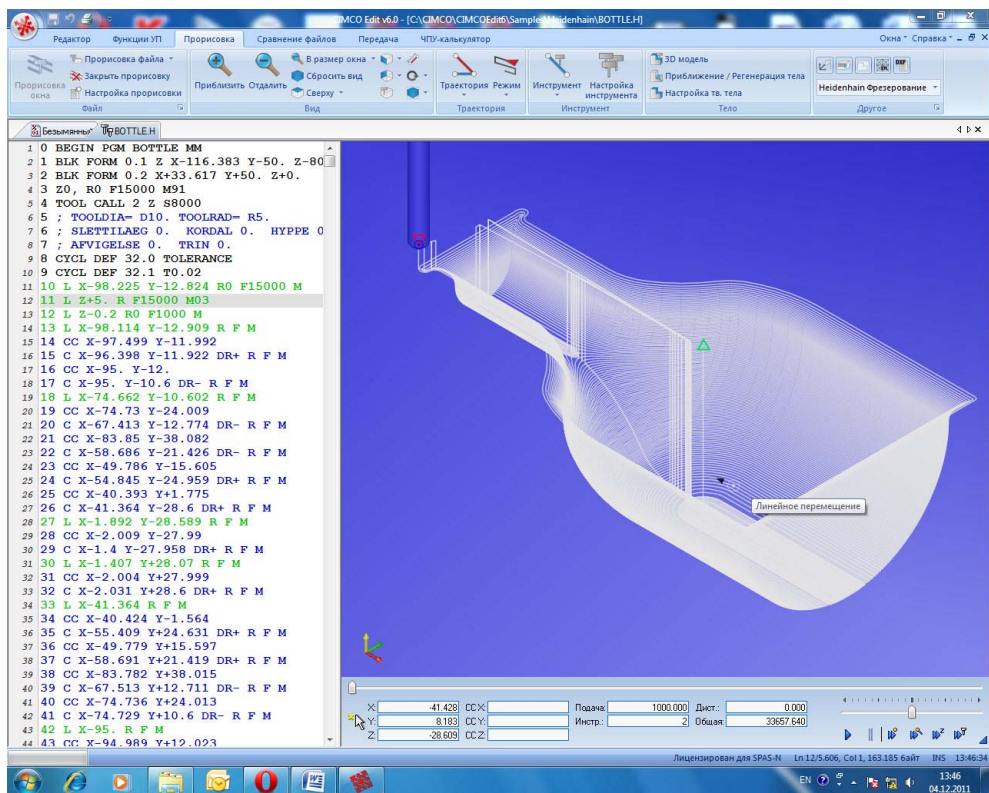 CIMCO Edit v6.0 - [C:\CIMCO\CIMCOEdit6\Samples\Heidenhain\BOTTLE.H]
Редактор Функции УП Прорисовка Сравнение файлов Передача ЧПУ-калькулятор Окна Справка
Прорисовка окна
Прорисовка файла
Закрыть прорисовку
Настройка прорисовки
Файл
Приблизить Отдалить
В размер окна
Сбросить вид
Сверху
Вид
Траектория Режим
Траектория
Инструмент Настройка инструмента
Инструмент
3D модель
Приближение / Регенерация тела
Настройка тв. тела
Тело
Heidenhain Фрезерование
Другое
Безымянный BOTTLE.H
1 0 BEGIN PGM BOTTLE MM
2 1 BLK FORM 0.1 Z X-116.383 Y-50. Z-80
3 2 BLK FORM 0.2 X+33.617 Y+50. Z+0.
4 3 Z0, R0 F15000 M91
5 4 TOOL CALL 2 Z S8000
6 5 ; TOOLDIA= D10. TOOLRAD= R5.
7 6 ; SLETTILAEG 0. KORDAL 0. HYPPE 0
8 7 ; AFVIGELSE 0. TRIN 0.
9 8 CYCL DEF 32.0 TOLERANCE
10 9 CYCL DEF 32.1 T0.02
11 10 L X-98.225 Y-12.824 R0 F15000 M
12 11 L Z+5. R F15000 M03
13 12 L Z-0.2 R0 F1000 M
14 13 L X-98.114 Y-12.909 R F M
15 14 CC X-97.499 Y-11.992
16 15 C X-96.398 Y-11.922 DR+ R F M
17 16 CC X-95. Y-12.
18 17 C X-95. Y-10.6 DR- R F M
19 18 L X-74.662 Y-10.602 R F M
20 19 CC X-74.73 Y-24.009
21 20 C X-67.413 Y-12.774 DR- R F M
22 21 CC X-83.85 Y-38.082
23 22 C X-58.686 Y-21.426 DR- R F M
24 23 CC X-49.786 Y-15.605
25 24 C X-54.845 Y-24.959 DR+ R F M
26 25 CC X-40.393 Y+1.775
27 26 C X-41.364 Y-28.6 DR+ R F M
28 27 L X-1.892 Y-28.589 R F M
29 28 CC X-2.009 Y-27.99
30 29 C X-1.4 Y-27.958 DR+ R F M
31 30 L X-1.407 Y+28.07 R F M
32 31 CC X-2.004 Y+27.999
33 32 C X-2.031 Y+28.6 DR+ R F M
34 33 L X-41.364 R F M
35 34 CC X-40.424 Y-1.564
36 35 C X-55.409 Y+24.631 DR+ R F M
37 36 CC X-49.779 Y+15.597
38 37 C X-58.691 Y+21.419 DR+ R F M
39 38 CC X-83.782 Y+38.015
40 39 C X-67.513 Y+12.711 DR- R F M
41 40 CC X-74.736 Y+24.013
42 41 C X-74.729 Y+10.6 DR- R F M
43 42 L X-95. R F M
44 43 CC X-94.989 Y+12.023
Линейное перемещение
X: -41.428 CC X: Подача: 1000.000 Дист.: 0.000
Y: 8.183 CC Y: Инстр.: 2 Общая: 33657.640
Z: -28.609 CC Z:
Лицензирован для SPAS-N Ln 12/5.606, Col 1, 163.185 байт INS 13:46:34
EN 13:46
04.12.2011